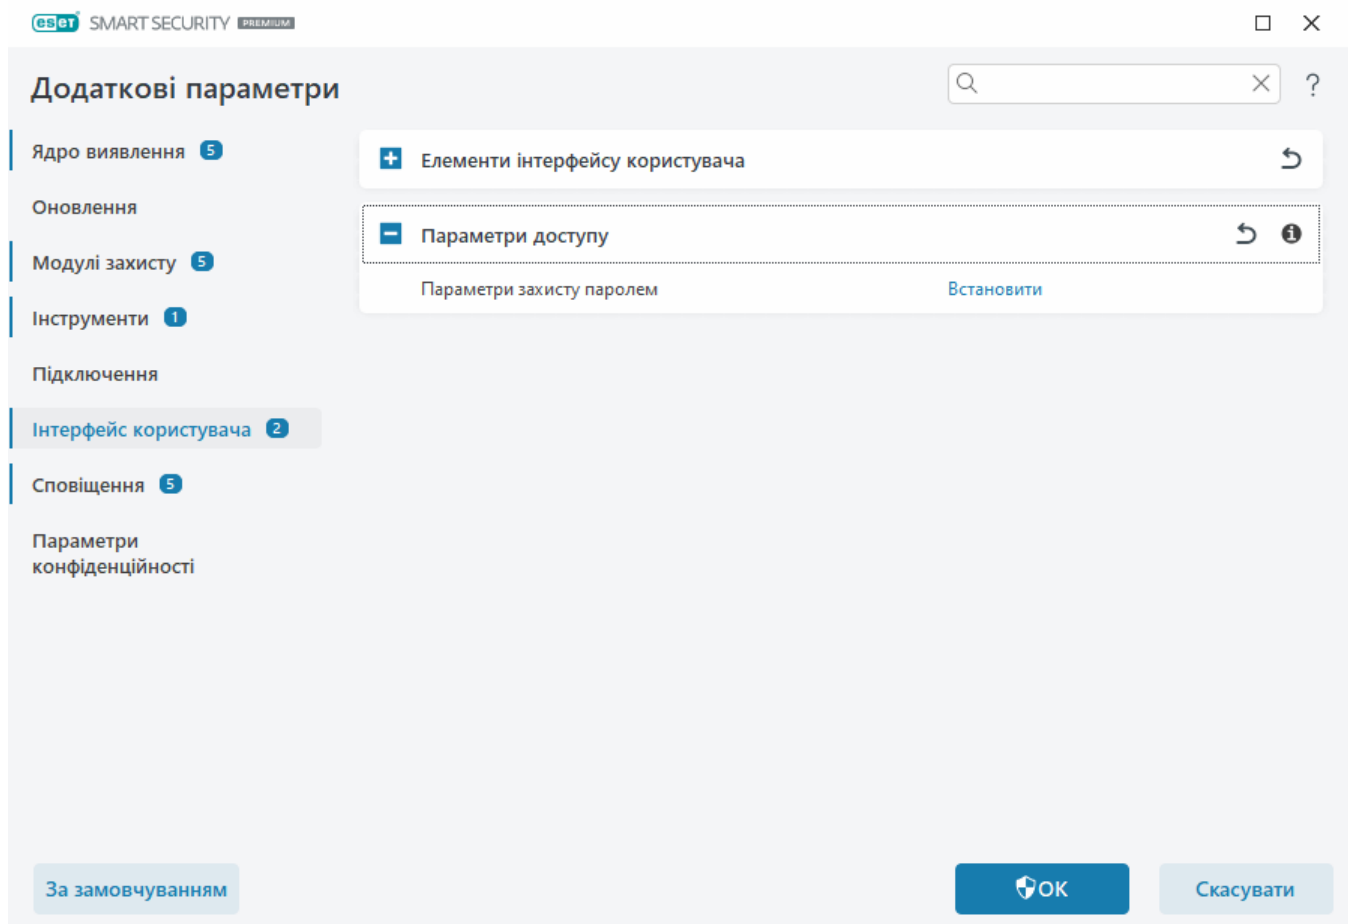 eset SMART SECURITY PREMIUM
Додаткові параметри
?
Ядро виявлення 5
Оновлення
Модулі захисту 5
Інструменти 1
Підключення
Інтерфейс користувача 2
Сповіщення 5
Параметри
конфіденційності
Елементи інтерфейсу користувача
Параметри доступу
Параметри захисту паролем Встановити
За замовчуванням
OK
Скасувати